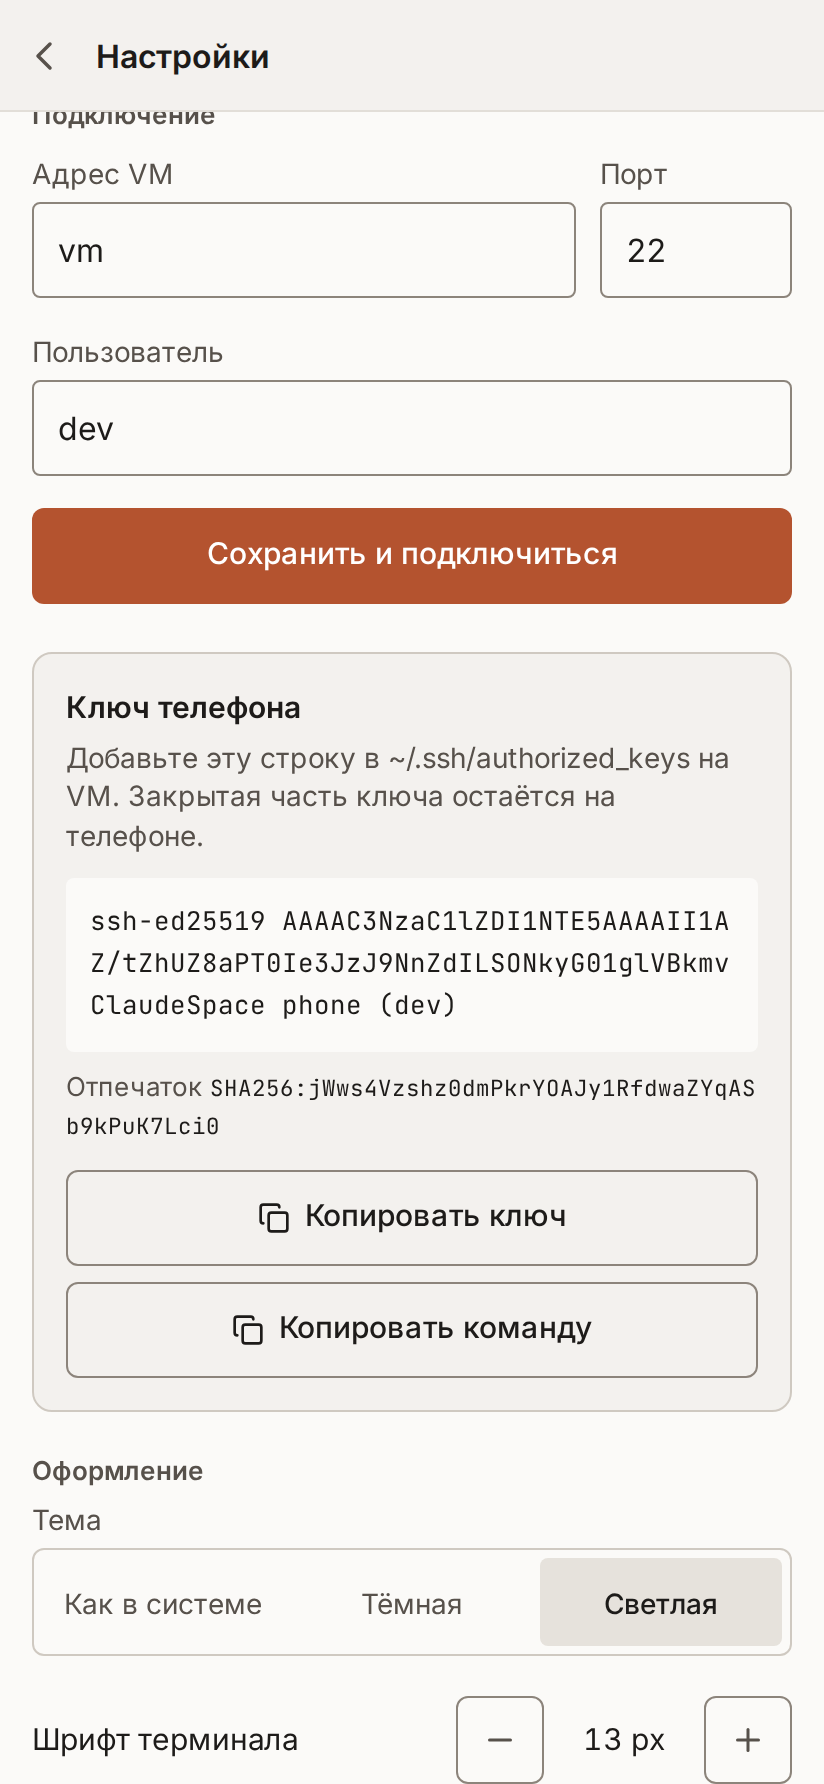 Настройки
Подключение
Адрес VM
Порт
vm
22
Пользователь
dev
Сохранить и подключиться
Ключ телефона
Добавьте эту строку в ~/.ssh/authorized_keys на
VM. Закрытая часть ключа остаётся на
телефоне.
ssh-ed25519 AAAAC3NzaC1lZDI1NTE5AAAAII1A
Z/tZhUZ8aPT0Ie3JzJ9NnZdILSONkyG01glVBkmv
ClaudeSpace phone (dev)
Отпечаток SHA256:jWws4Vzshz0dmPkrYOAJy1RfdwaZYqAS
b9kPuK7Lci0
Копировать ключ
Копировать команду
Оформление
Тема
Как в системе
Тёмная
Светлая
Шрифт терминала
13 px